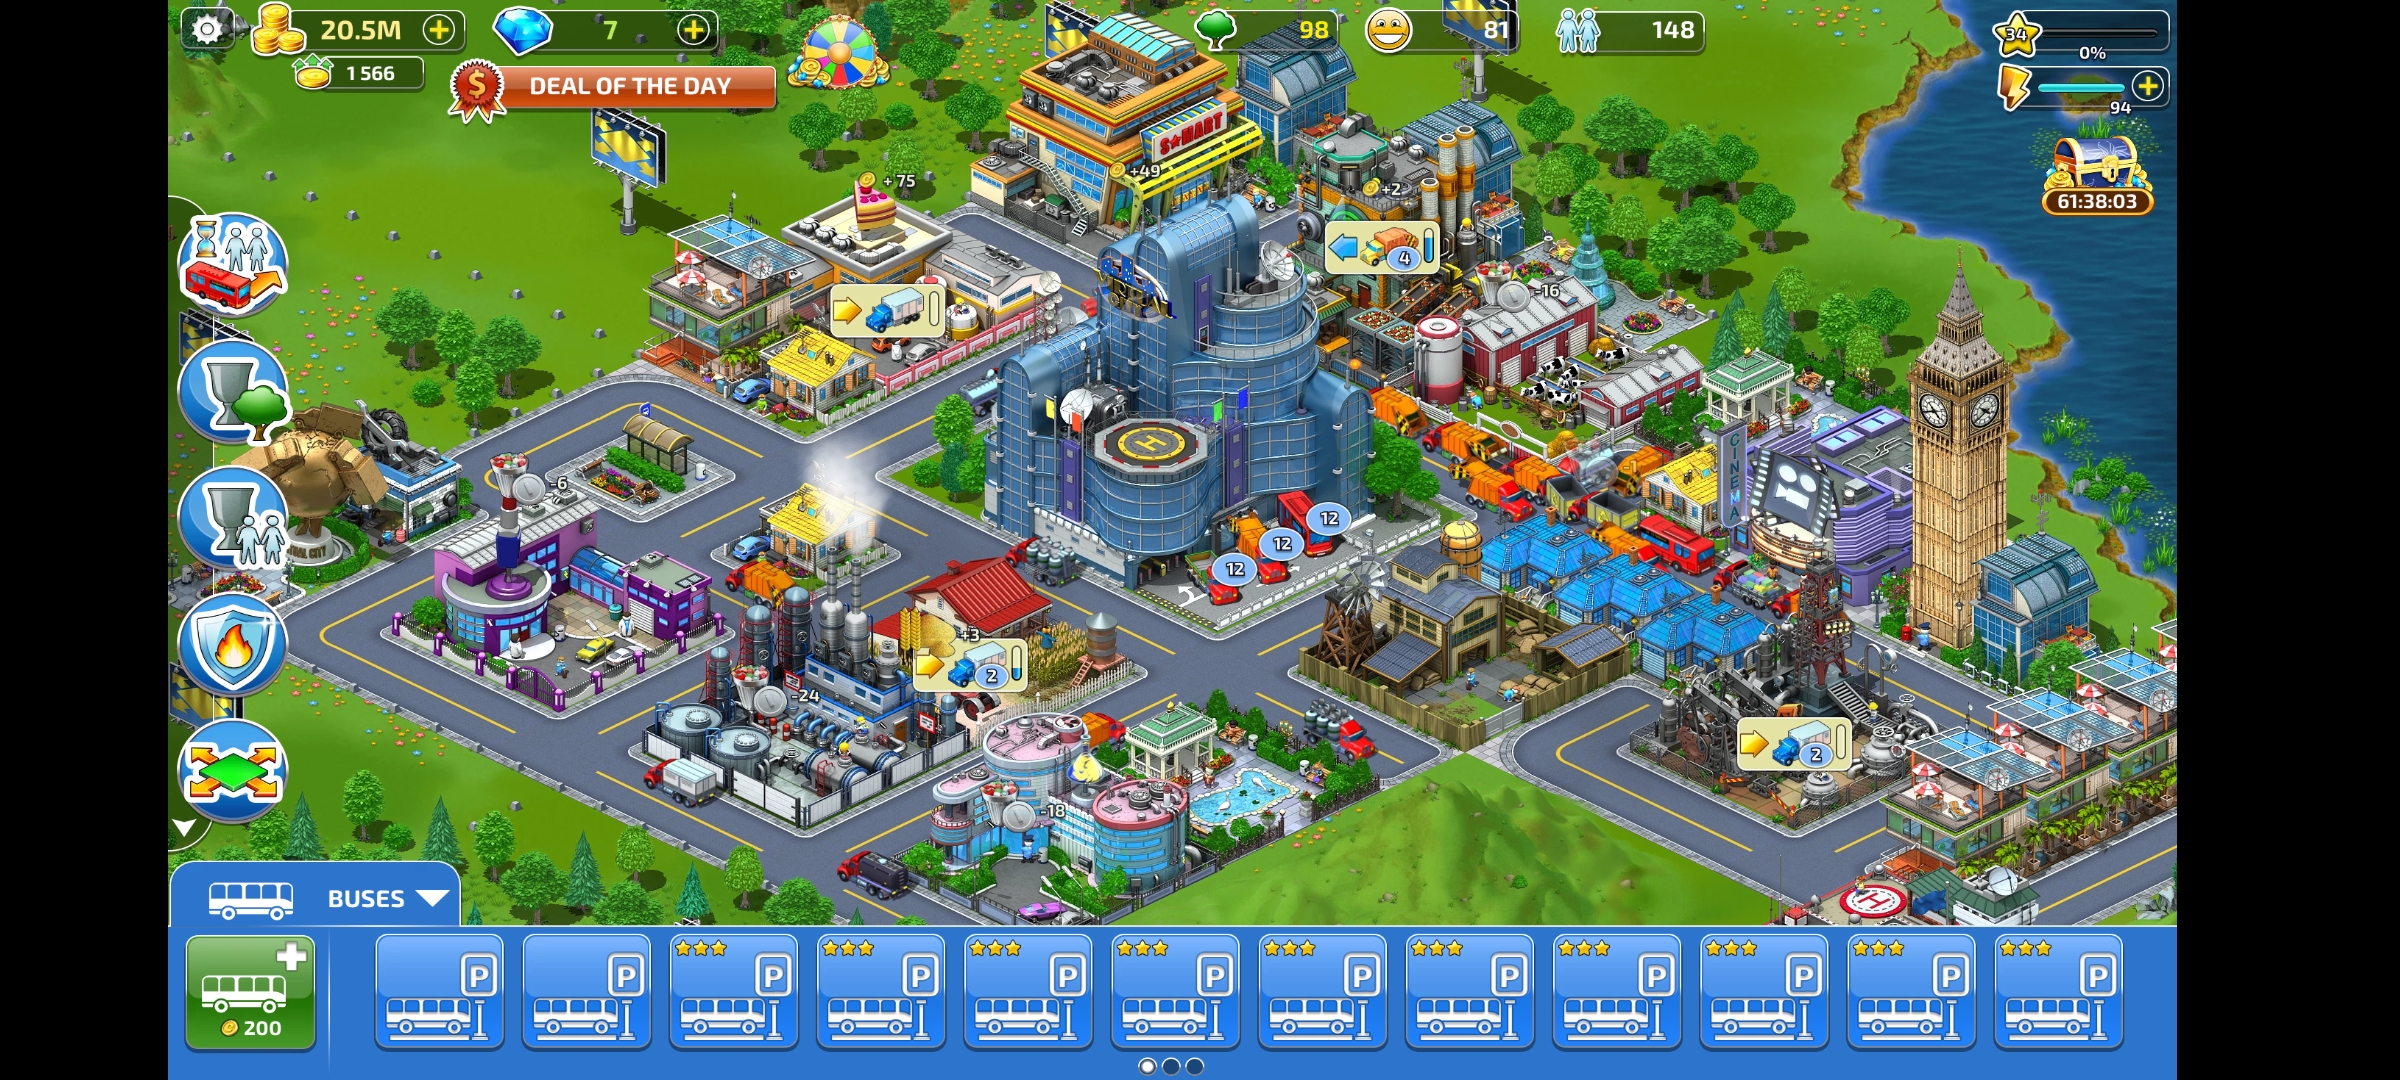 20.5M
7
98
81
148
34
0%
1 566
DEAL OF THE DAY
94
61:38:03
S★MART
+49
+75
+2
4
-16
CINEMA
-6
-1
12
12
12
+3
2
-24
2
-18
H
H
BUSES
200
P
P
P
P
P
P
P
P
P
P
P
P